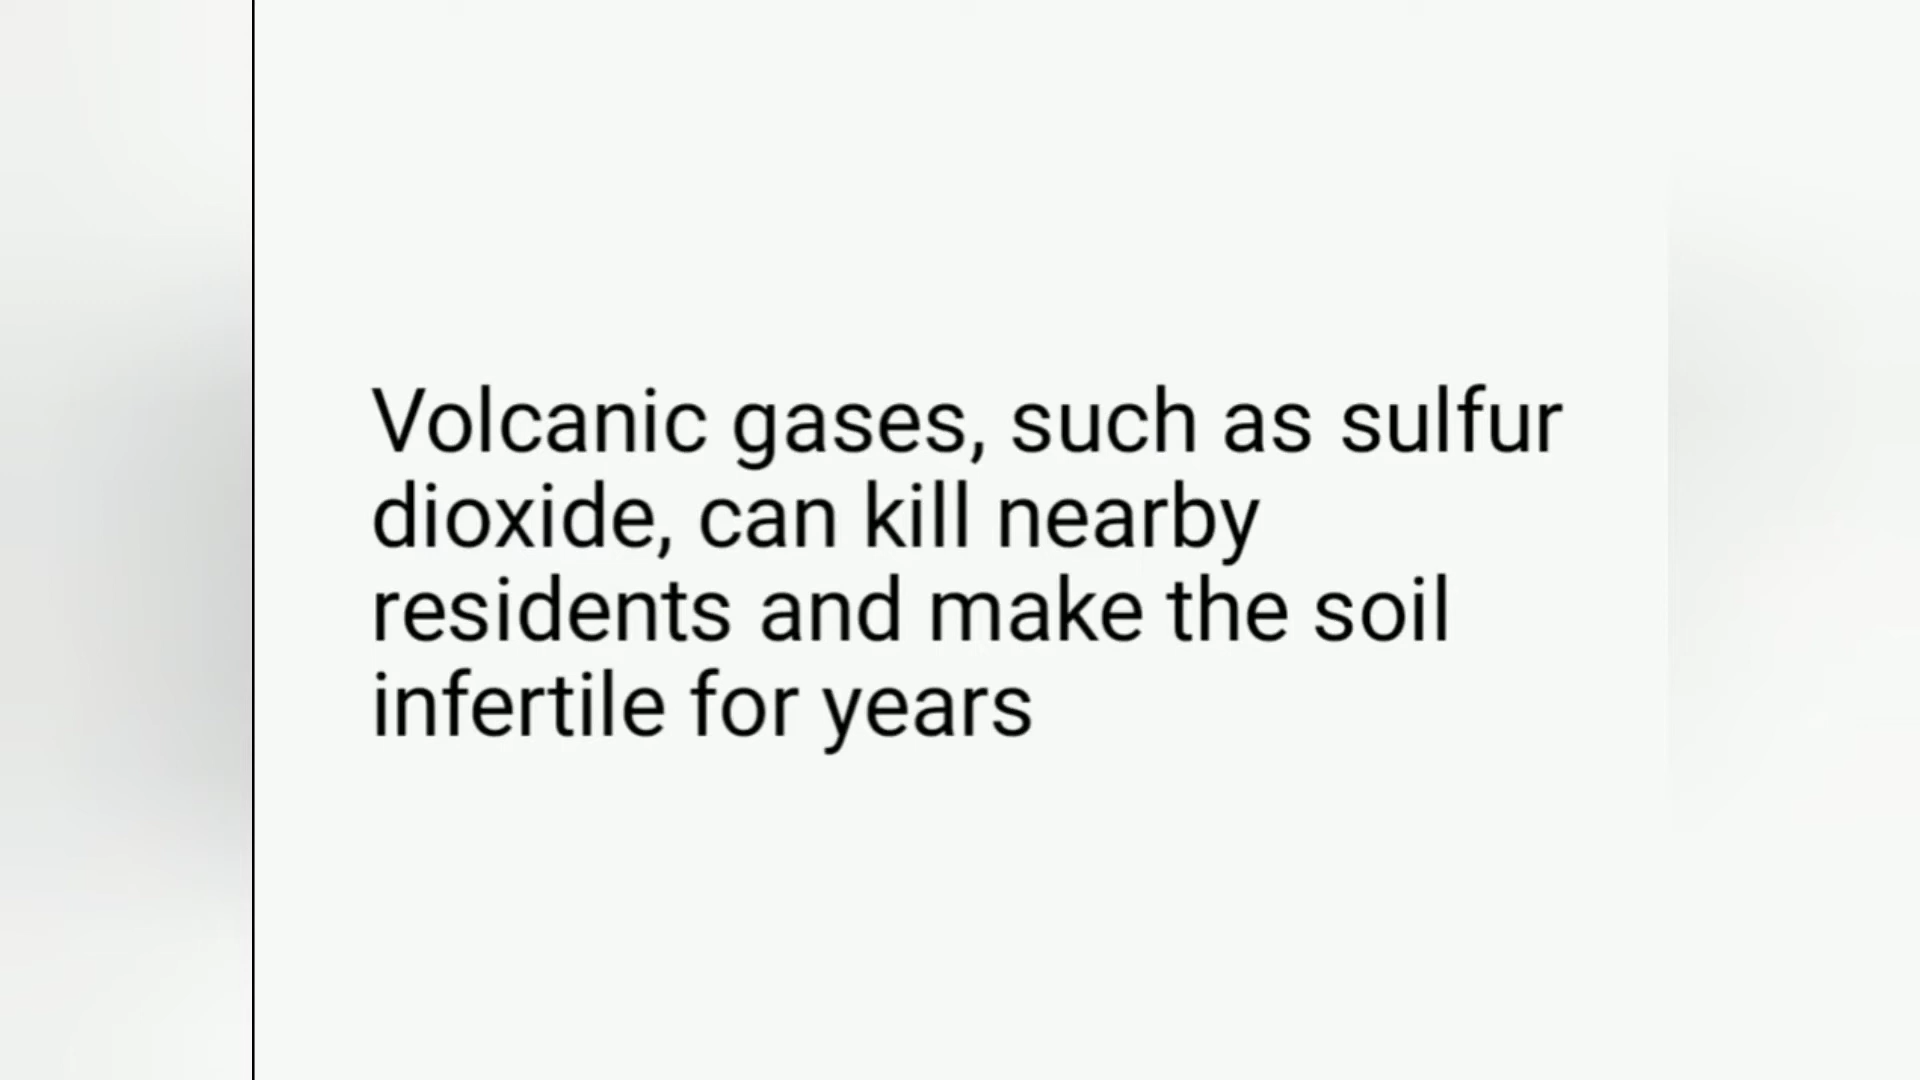 Volcanic gases, such as sulfur
dioxide, can kill nearby
residents and make the soil
infertile for years